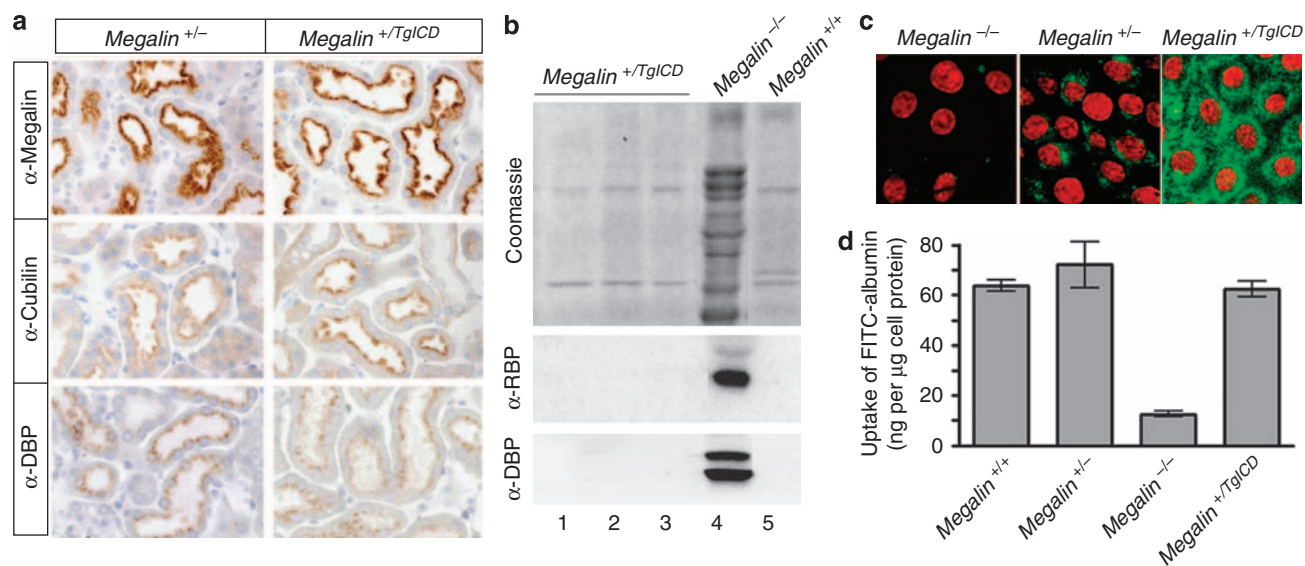 a
Megalin +/–
Megalin +/TgICD
α-Megalin
α-Cubilin
α-DBP
b
Megalin +/TgICD
Megalin –/–
Megalin +/+
Coomassie
α-RBP
α-DBP
1 2 3 4 5
c
Megalin –/–
Megalin +/–
Megalin +/TgICD
d
Uptake of FITC-albumin
(ng per μg cell protein)
80
60
40
20
0
Megalin +/+
Megalin +/–
Megalin –/–
Megalin +/TgICD